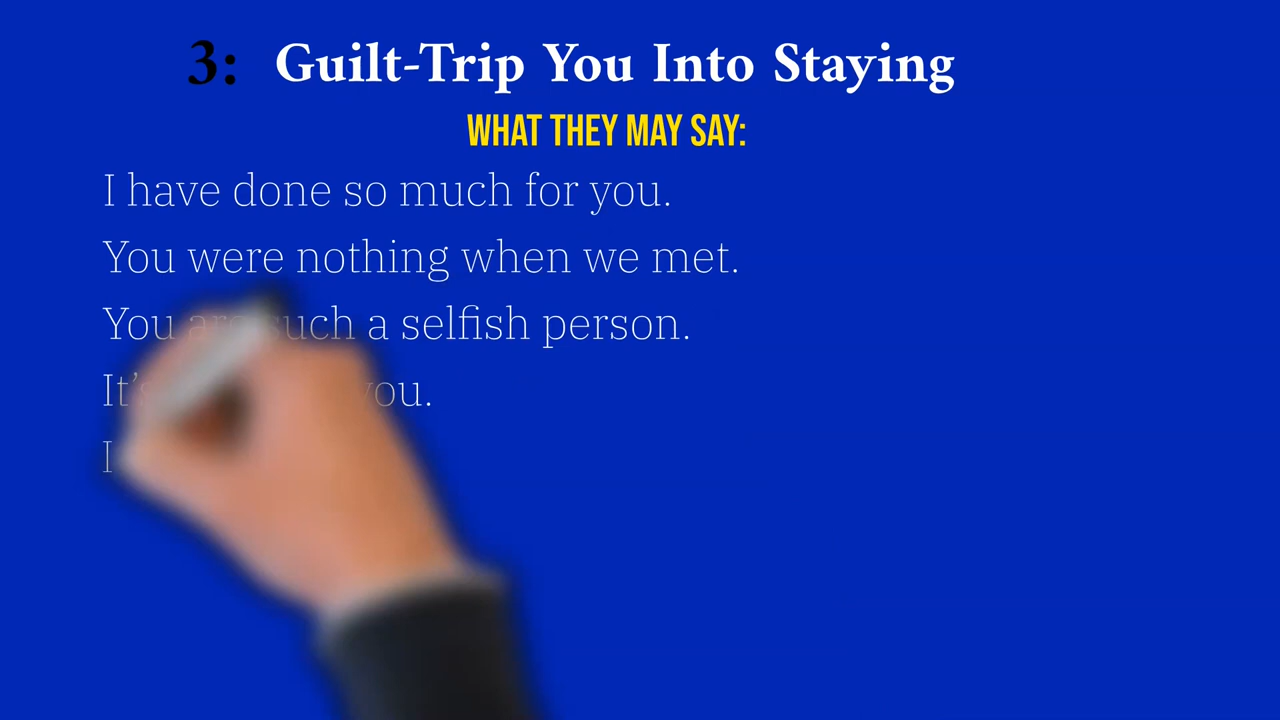 3: Guilt-Trip You Into Staying
WHAT THEY MAY SAY:
I have done so much for you.
You were nothing when we met.
You are such a selfish person.
It's you.
I